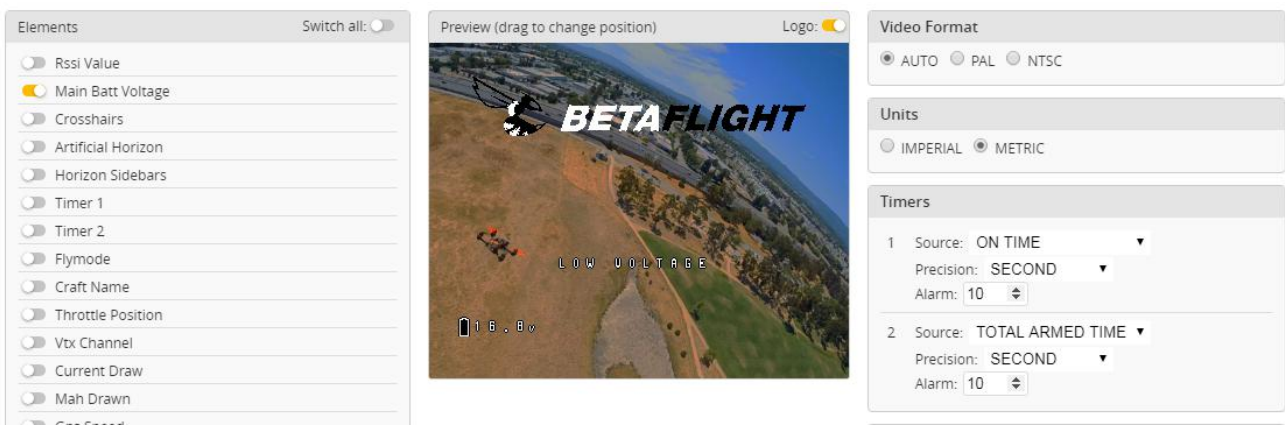 Elements Switch all:
Rssi Value
Main Batt Voltage
Crosshairs
Artificial Horizon
Horizon Sidebars
Timer 1
Timer 2
Flymode
Craft Name
Throttle Position
Vtx Channel
Current Draw
Mah Drawn
Gps Speed
Preview (drag to change position) Logo:
BETAFLIGHT
LOW VOLTAGE
16.8v
Video Format
AUTO PAL NTSC
Units
IMPERIAL METRIC
Timers
1 Source: ON TIME
Precision: SECOND
Alarm: 10
2 Source: TOTAL ARMED TIME
Precision: SECOND
Alarm: 10